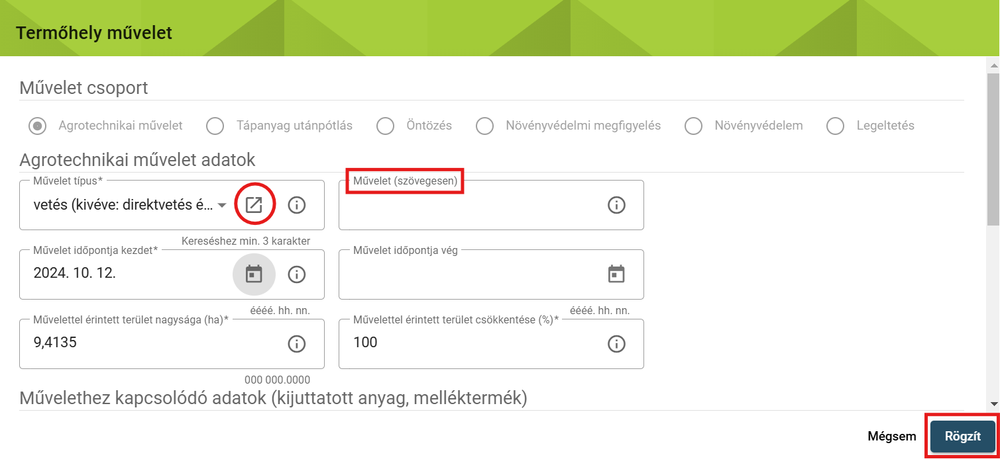 Termőhely művelet
Művelet csoport
Agrotechnikai művelet Tápanyag utánpótlás Öntözés Növényvédelmi megfigyelés Növényvédelem Legeltetés
Agrotechnikai művelet adatok
Művelet típus* Művelet (szövegesen)
vetés (kivéve: direktvetés é...
Kereséshez min. 3 karakter
Művelet időpontja kezdet* Művelet időpontja vég
2024. 10. 12.
éééé. hh. nn. éééé. hh. nn.
Művelettel érintett terület nagysága (ha)* Művelettel érintett terület csökkentése (%)*
9,4135 100
000 000.0000
Művelethez kapcsolódó adatok (kijuttatott anyag, melléktermék)
Mégsem Rögzít